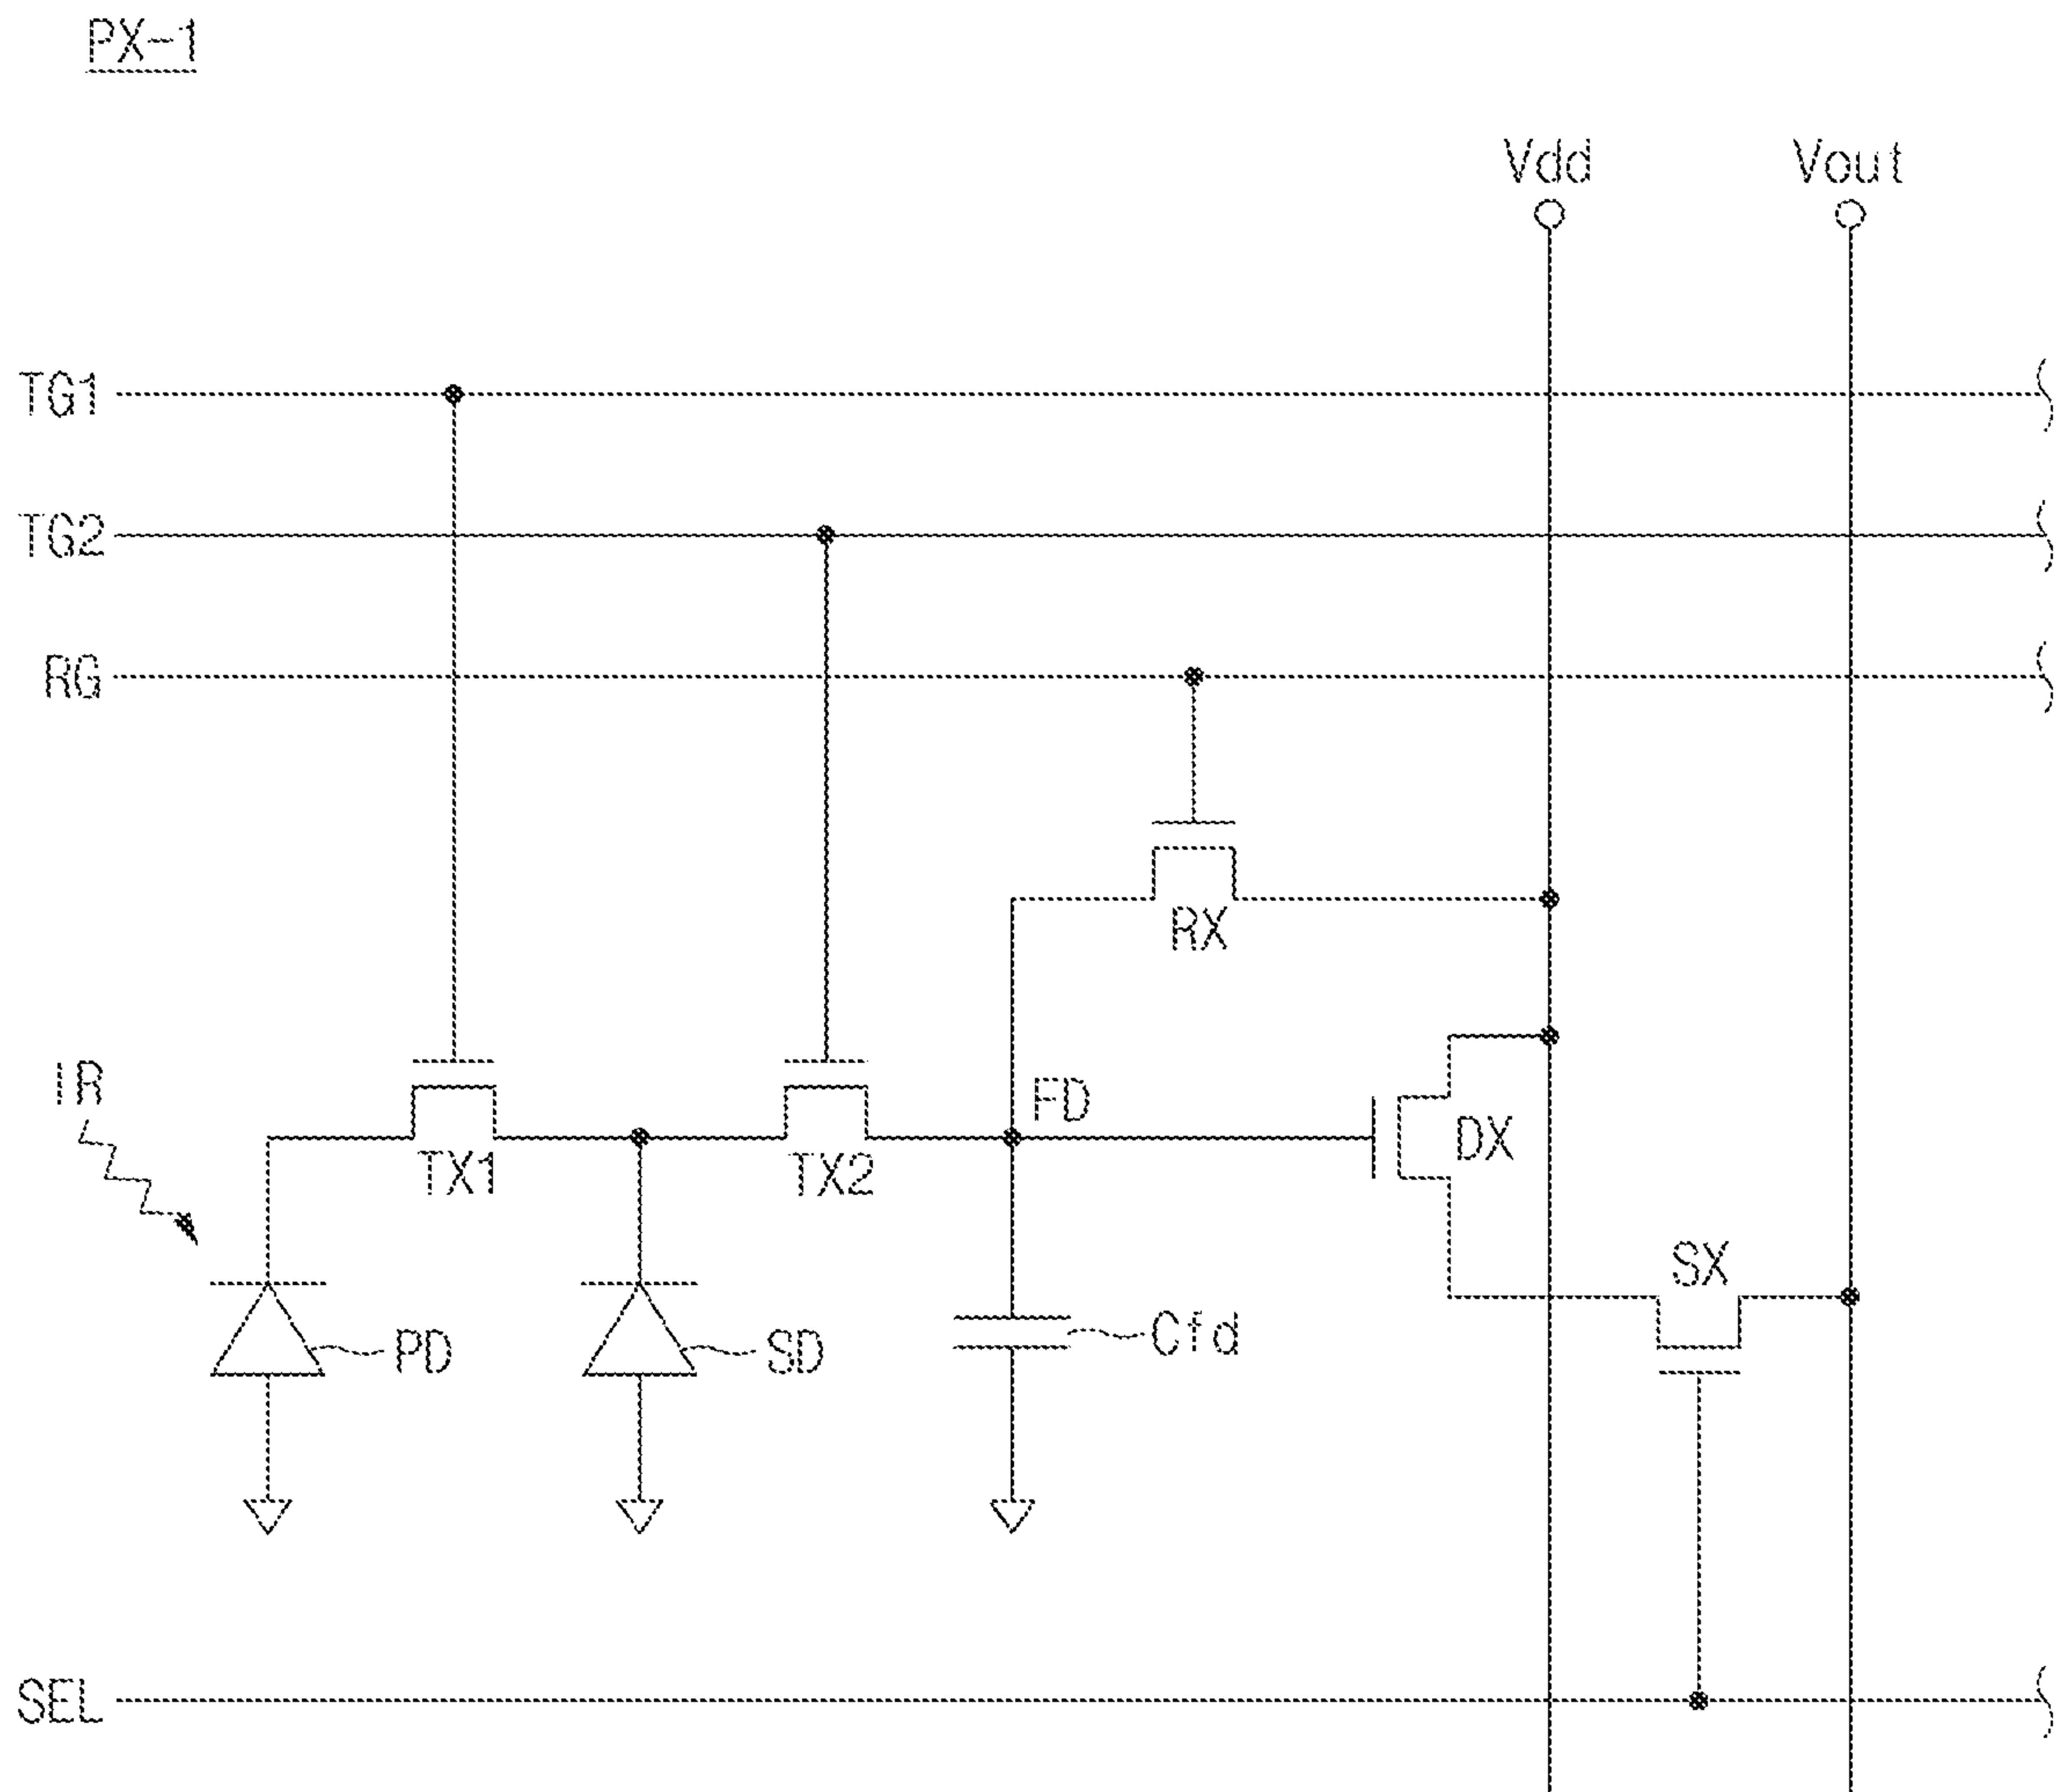 PX-1
Vdd
Vout
TG1
TG2
RG
RX
IR
FD
TX1
TX2
DX
SX
PD
SD
Cfd
SEL